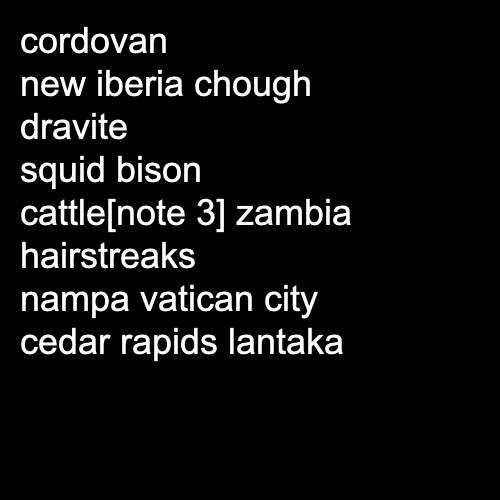 cordovan
new iberia chough
dravite
squid bison
cattle[note 3] zambia
hairstreaks
nampa vatican city
cedar rapids lantaka